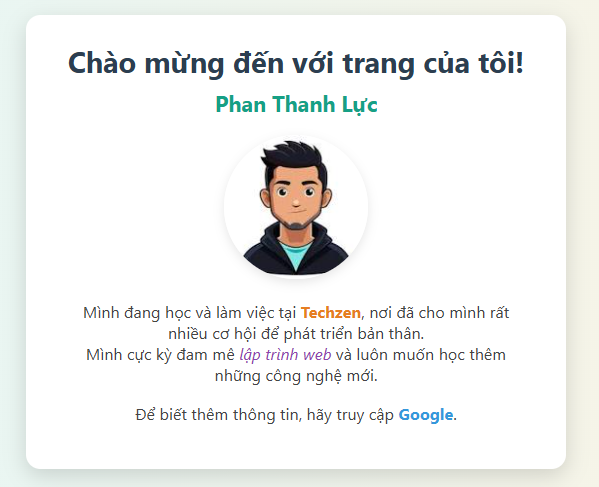 Chào mừng đến với trang của tôi!
Phan Thanh Lực
Mình đang học và làm việc tại Techzen, nơi đã cho mình rất
nhiều cơ hội để phát triển bản thân.
Mình cực kỳ đam mê lập trình web và luôn muốn học thêm
những công nghệ mới.
Để biết thêm thông tin, hãy truy cập Google.